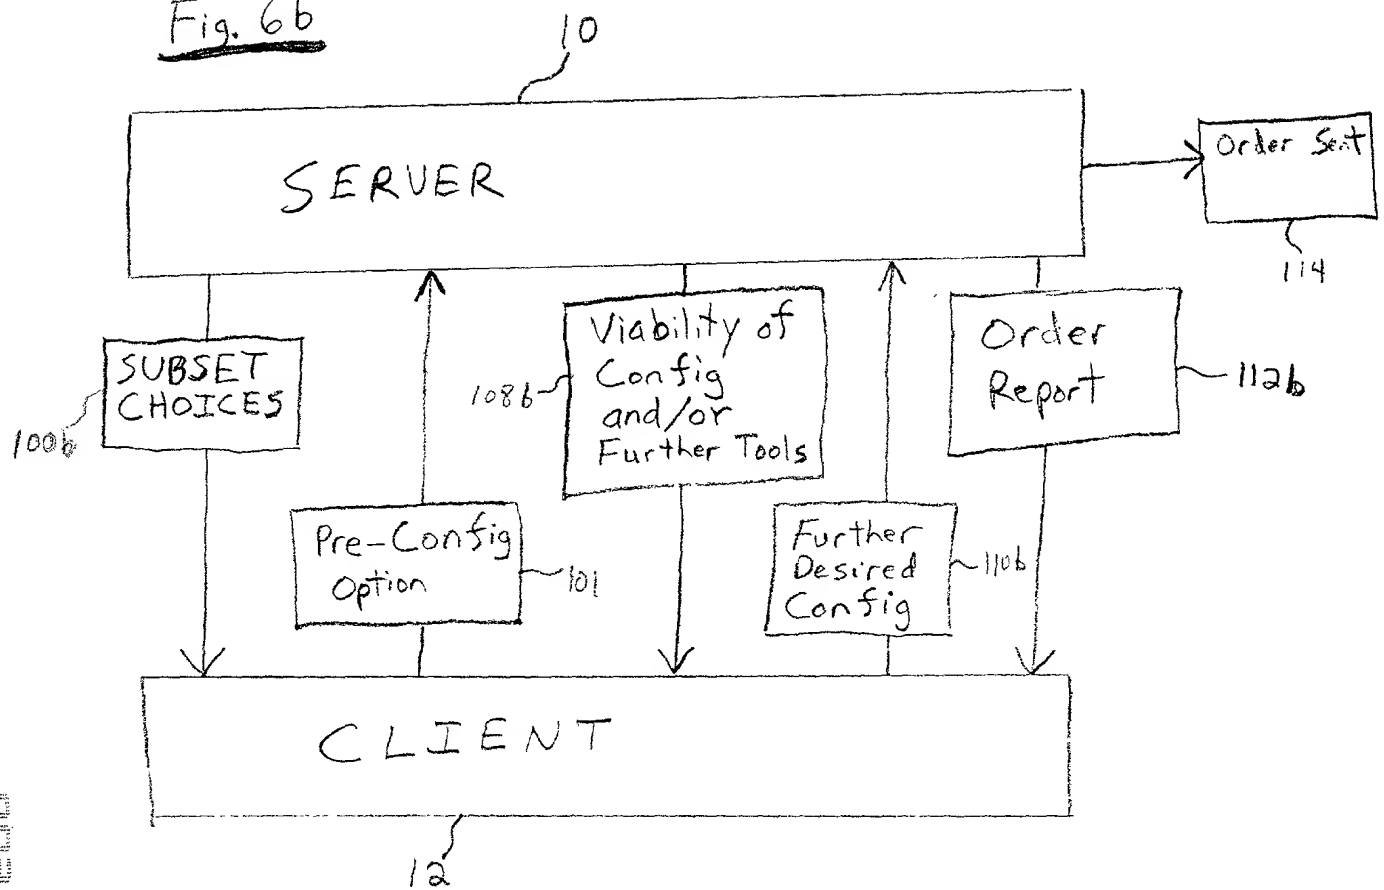 Fig. 6b
10
SERVER
Order Sent
114
SUBSET
CHOICES
100b
Pre-Config
Option
101
Viability of
Config
and/or
Further Tools
108b
Further
Desired
Config
110b
Order
Report
112b
CLIENT
12